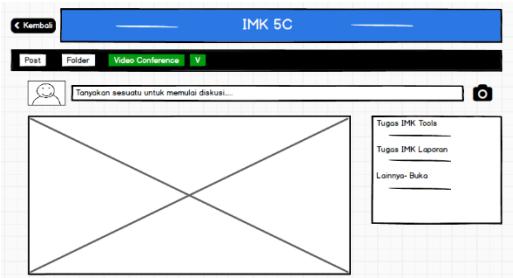 Kembali
IMK 5C
Post Folder Video Conference V
Tanyakan sesuatu untuk memulai diskusi....
Tugas IMK Tools
Tugas IMK Laporan
Lainnya- Buka